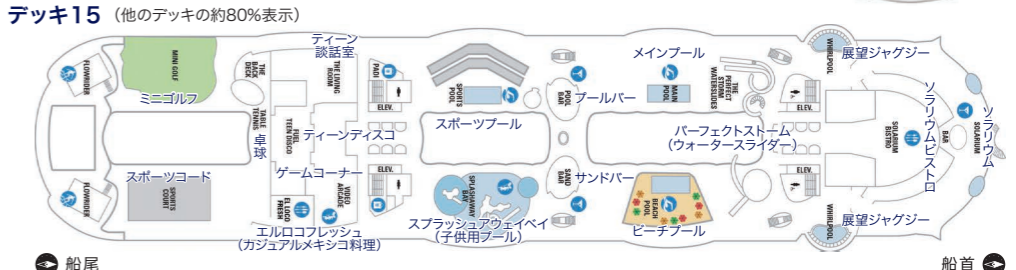 デッキ15（他のデッキの約80%表示）
FLOWRIDER
MINI GOLF
ミニゴルフ
THE
BACK
DECK
ティーン
談話室
THE LIVING
ROOM
PADI
ELEV.
SPORTS
POOL
スポーツプール
POOL
BAR
プールバー
メインプール
MAIN
POOL
THE
PERFECT
STORM
WATERSLIDES
ELEV.
WHIRLPOOL
展望ジャグジー
TABLE
TENNIS
卓球
FUEL
TEEN DISCO
ティーンディスコ
パーフェクトストーム
（ウォータースライダー）
SOLARIUM
BISTRO
ソラリウムビストロ
BAR
SOLARIUM
ソラリウム
FLOWRIDER
スポーツコード
SPORTS
COURT
ゲームコーナー
VIDEO
ARCADE
EL LOCO
FRESH
エルロコフレッシュ
（カジュアルメキシコ料理）
ELEV.
SPLASHAWAY
BAY
スプラッシュアウェイベイ
（子供用プール）
サンドバー
SAND
BAR
BEACH
POOL
ビーチプール
ELEV.
WHIRLPOOL
展望ジャグジー
船尾
船首